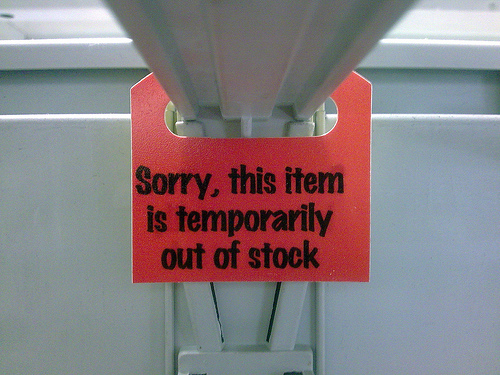 Sorry, this item
is temporarily
out of stock